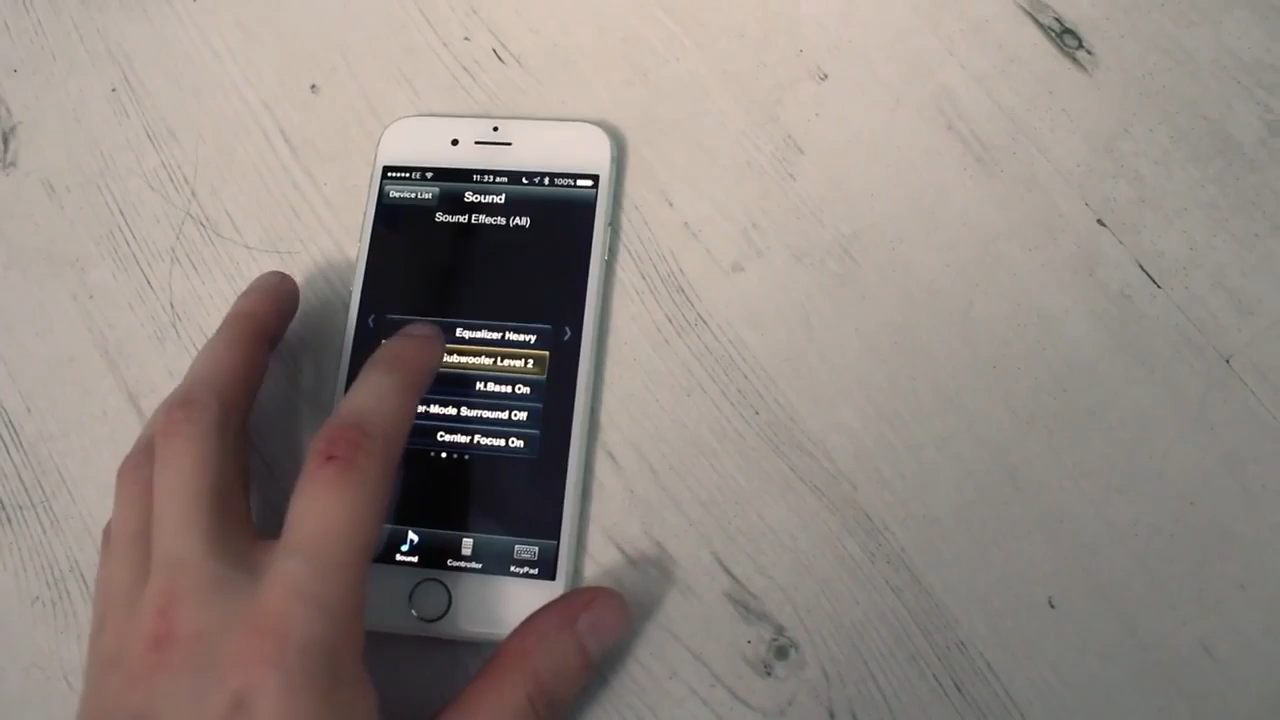 EE 11:33 am 100%
Device List Sound
Sound Effects (All)
Equalizer Heavy
Subwoofer Level 2
H.Bass On
Surround Off
Center Focus On
Sound Controller KeyPad